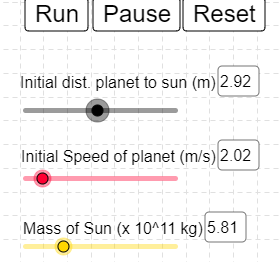 Run Pause Reset
Initial dist. planet to sun (m) 2.92
Initial Speed of planet (m/s) 2.02
Mass of Sun (x 10^11 kg) 5.81